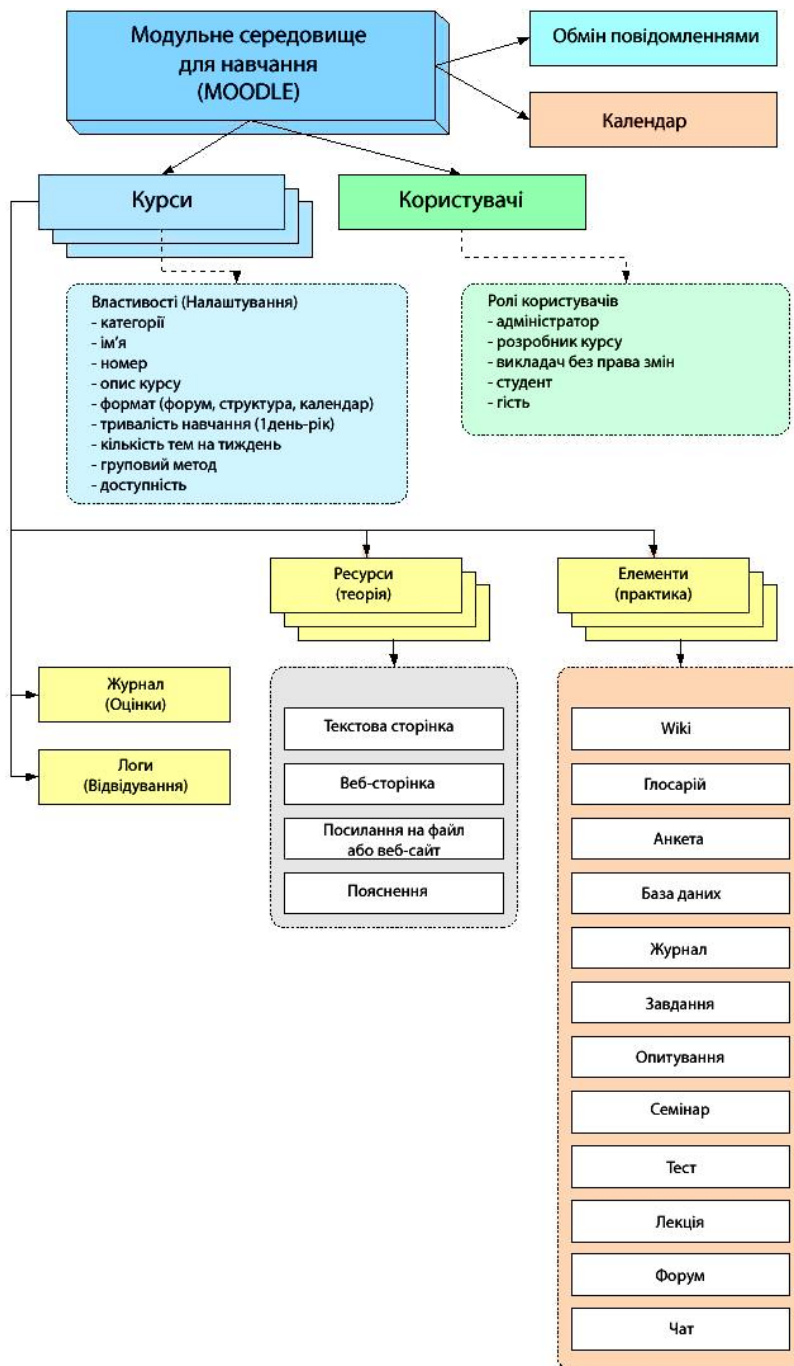 Модульне середовище
для навчання
(MOODLE)
Обмін повідомленнями
Календар
Курси
Користувачі
Властивості (Налаштування)
- категорії
- ім'я
- номер
- опис курсу
- формат (форум, структура, календар)
- тривалість навчання (1день-рік)
- кількість тем на тиждень
- груповий метод
- доступність
Ролі користувачів
- адміністратор
- розробник курсу
- викладач без права змін
- студент
- гість
Ресурси
(теорія)
Елементи
(практика)
Журнал
(Оцінки)
Логи
(Відвідування)
Текстова сторінка
Веб-сторінка
Посилання на файл
або веб-сайт
Пояснення
Wiki
Глосарій
Анкета
База даних
Журнал
Завдання
Опитування
Семінар
Тест
Лекція
Форум
Чат